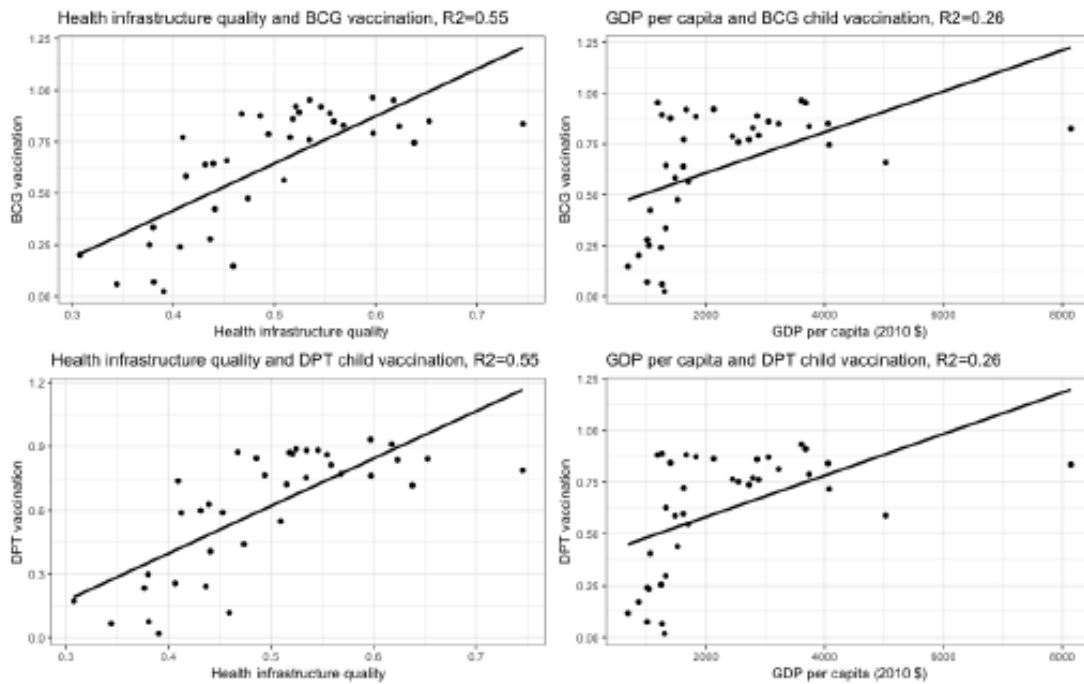 Health infrastructure quality and BCG vaccination, R2=0.55
1.25
1.00
0.75
0.50
0.25
0.00
BCG vaccination
0.3 0.4 0.5 0.6 0.7
Health infrastructure quality
GDP per capita and BCG child vaccination, R2=0.26
1.25
1.00
0.75
0.50
0.25
0.00
BCG vaccination
2000 4000 6000 8000
GDP per capita (2010 $)
Health infrastructure quality and DPT child vaccination, R2=0.55
1.2
0.9
0.6
0.3
0.0
DPT vaccination
0.3 0.4 0.5 0.6 0.7
Health infrastructure quality
GDP per capita and DPT child vaccination, R2=0.26
1.25
1.00
0.75
0.50
0.25
0.00
DPT vaccination
2000 4000 6000 8000
GDP per capita (2010 $)